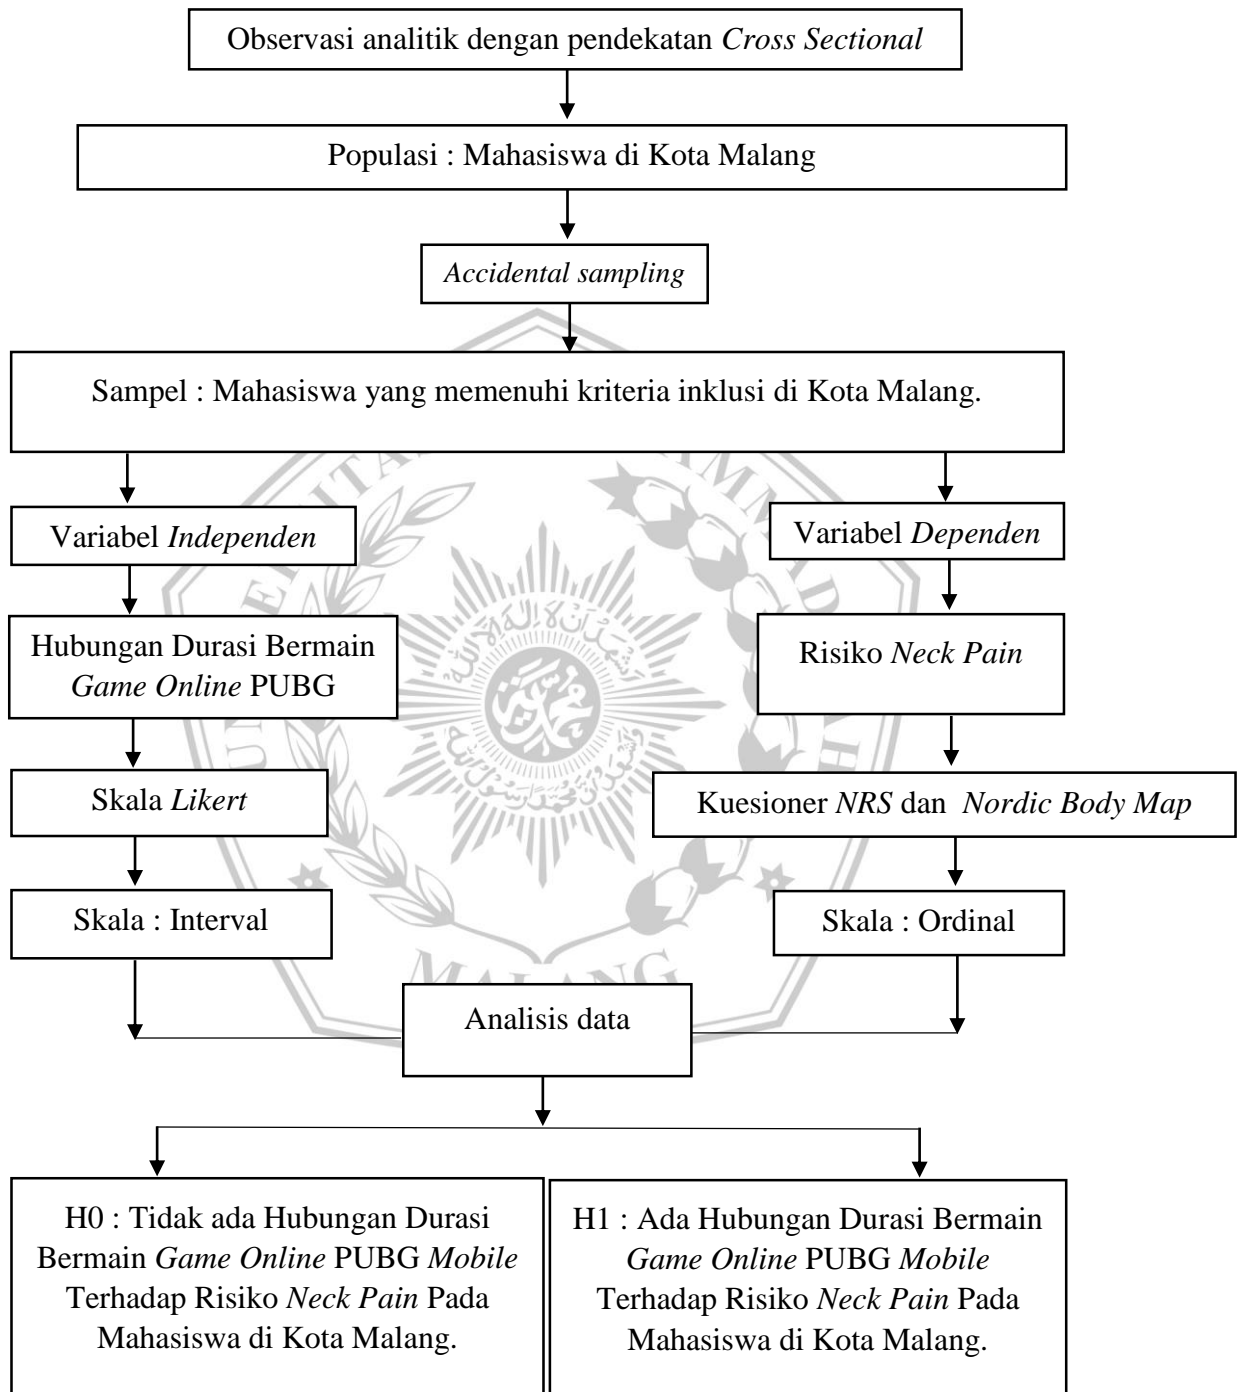 Observasi analitik dengan pendekatan Cross Sectional
Populasi : Mahasiswa di Kota Malang
Accidental sampling
Sampel : Mahasiswa yang memenuhi kriteria inklusi di Kota Malang.
Variabel Independen
Variabel Dependen
Hubungan Durasi Bermain
Game Online PUBG
Risiko Neck Pain
Skala Likert
Kuesioner NRS dan Nordic Body Map
Skala : Interval
Skala : Ordinal
MALANG
Analisis data
H0 : Tidak ada Hubungan Durasi
Bermain Game Online PUBG Mobile
Terhadap Risiko Neck Pain Pada
Mahasiswa di Kota Malang.
H1 : Ada Hubungan Durasi Bermain
Game Online PUBG Mobile
Terhadap Risiko Neck Pain Pada
Mahasiswa di Kota Malang.